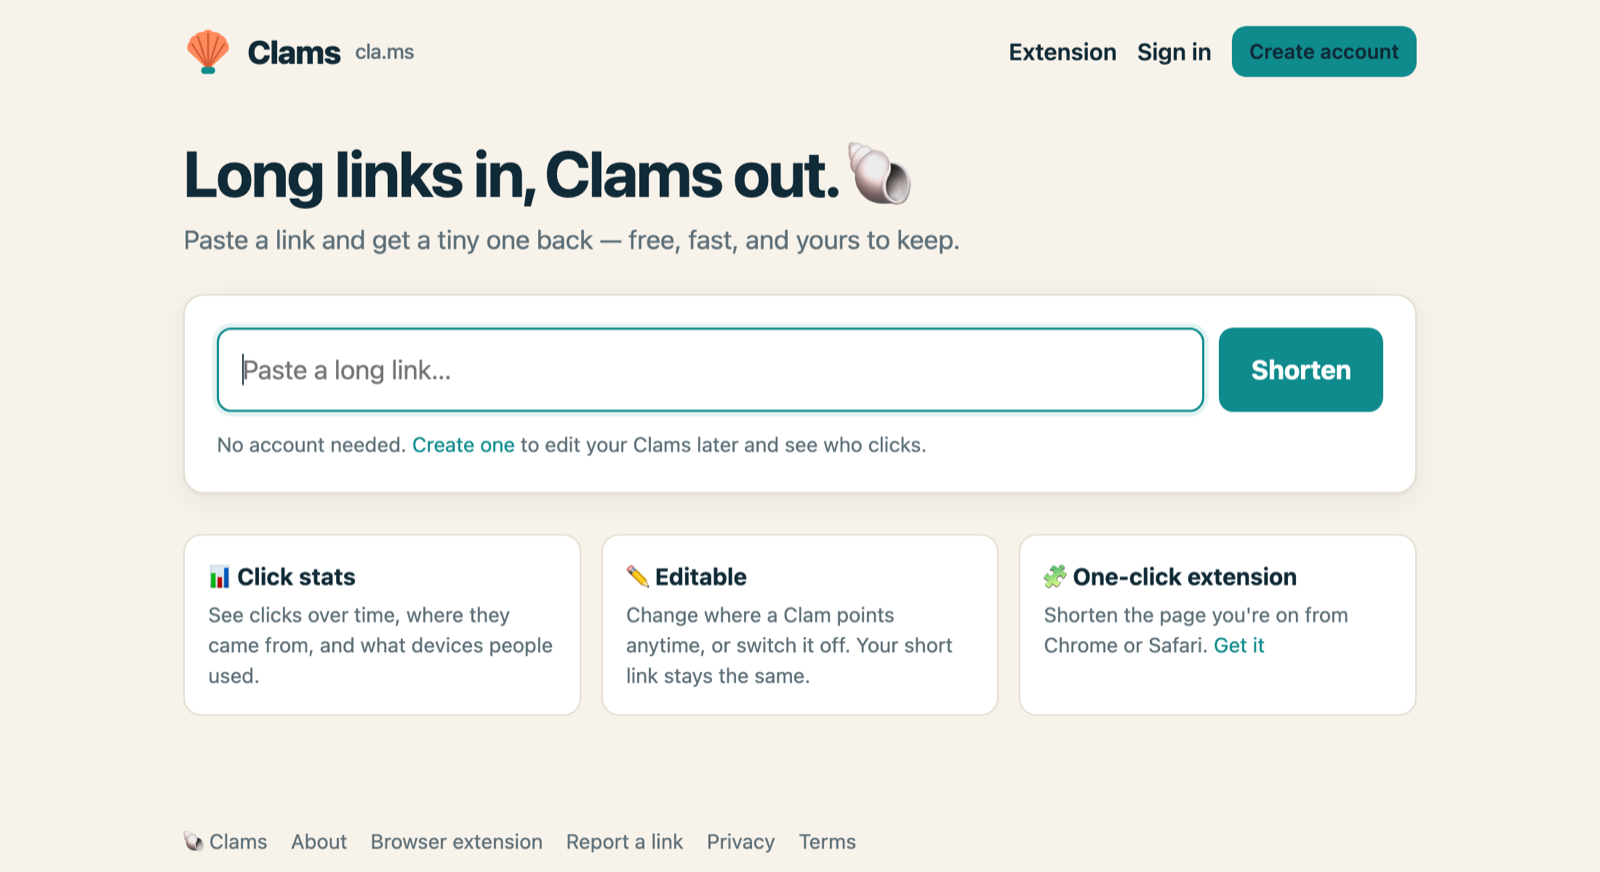 Clams cla.ms
Extension Sign in Create account
Long links in, Clams out.
Paste a link and get a tiny one back — free, fast, and yours to keep.
Paste a long link...
Shorten
No account needed. Create one to edit your Clams later and see who clicks.
Click stats
See clicks over time, where they
came from, and what devices people
used.
Editable
Change where a Clam points
anytime, or switch it off. Your short
link stays the same.
One-click extension
Shorten the page you're on from
Chrome or Safari. Get it
Clams About Browser extension Report a link Privacy Terms